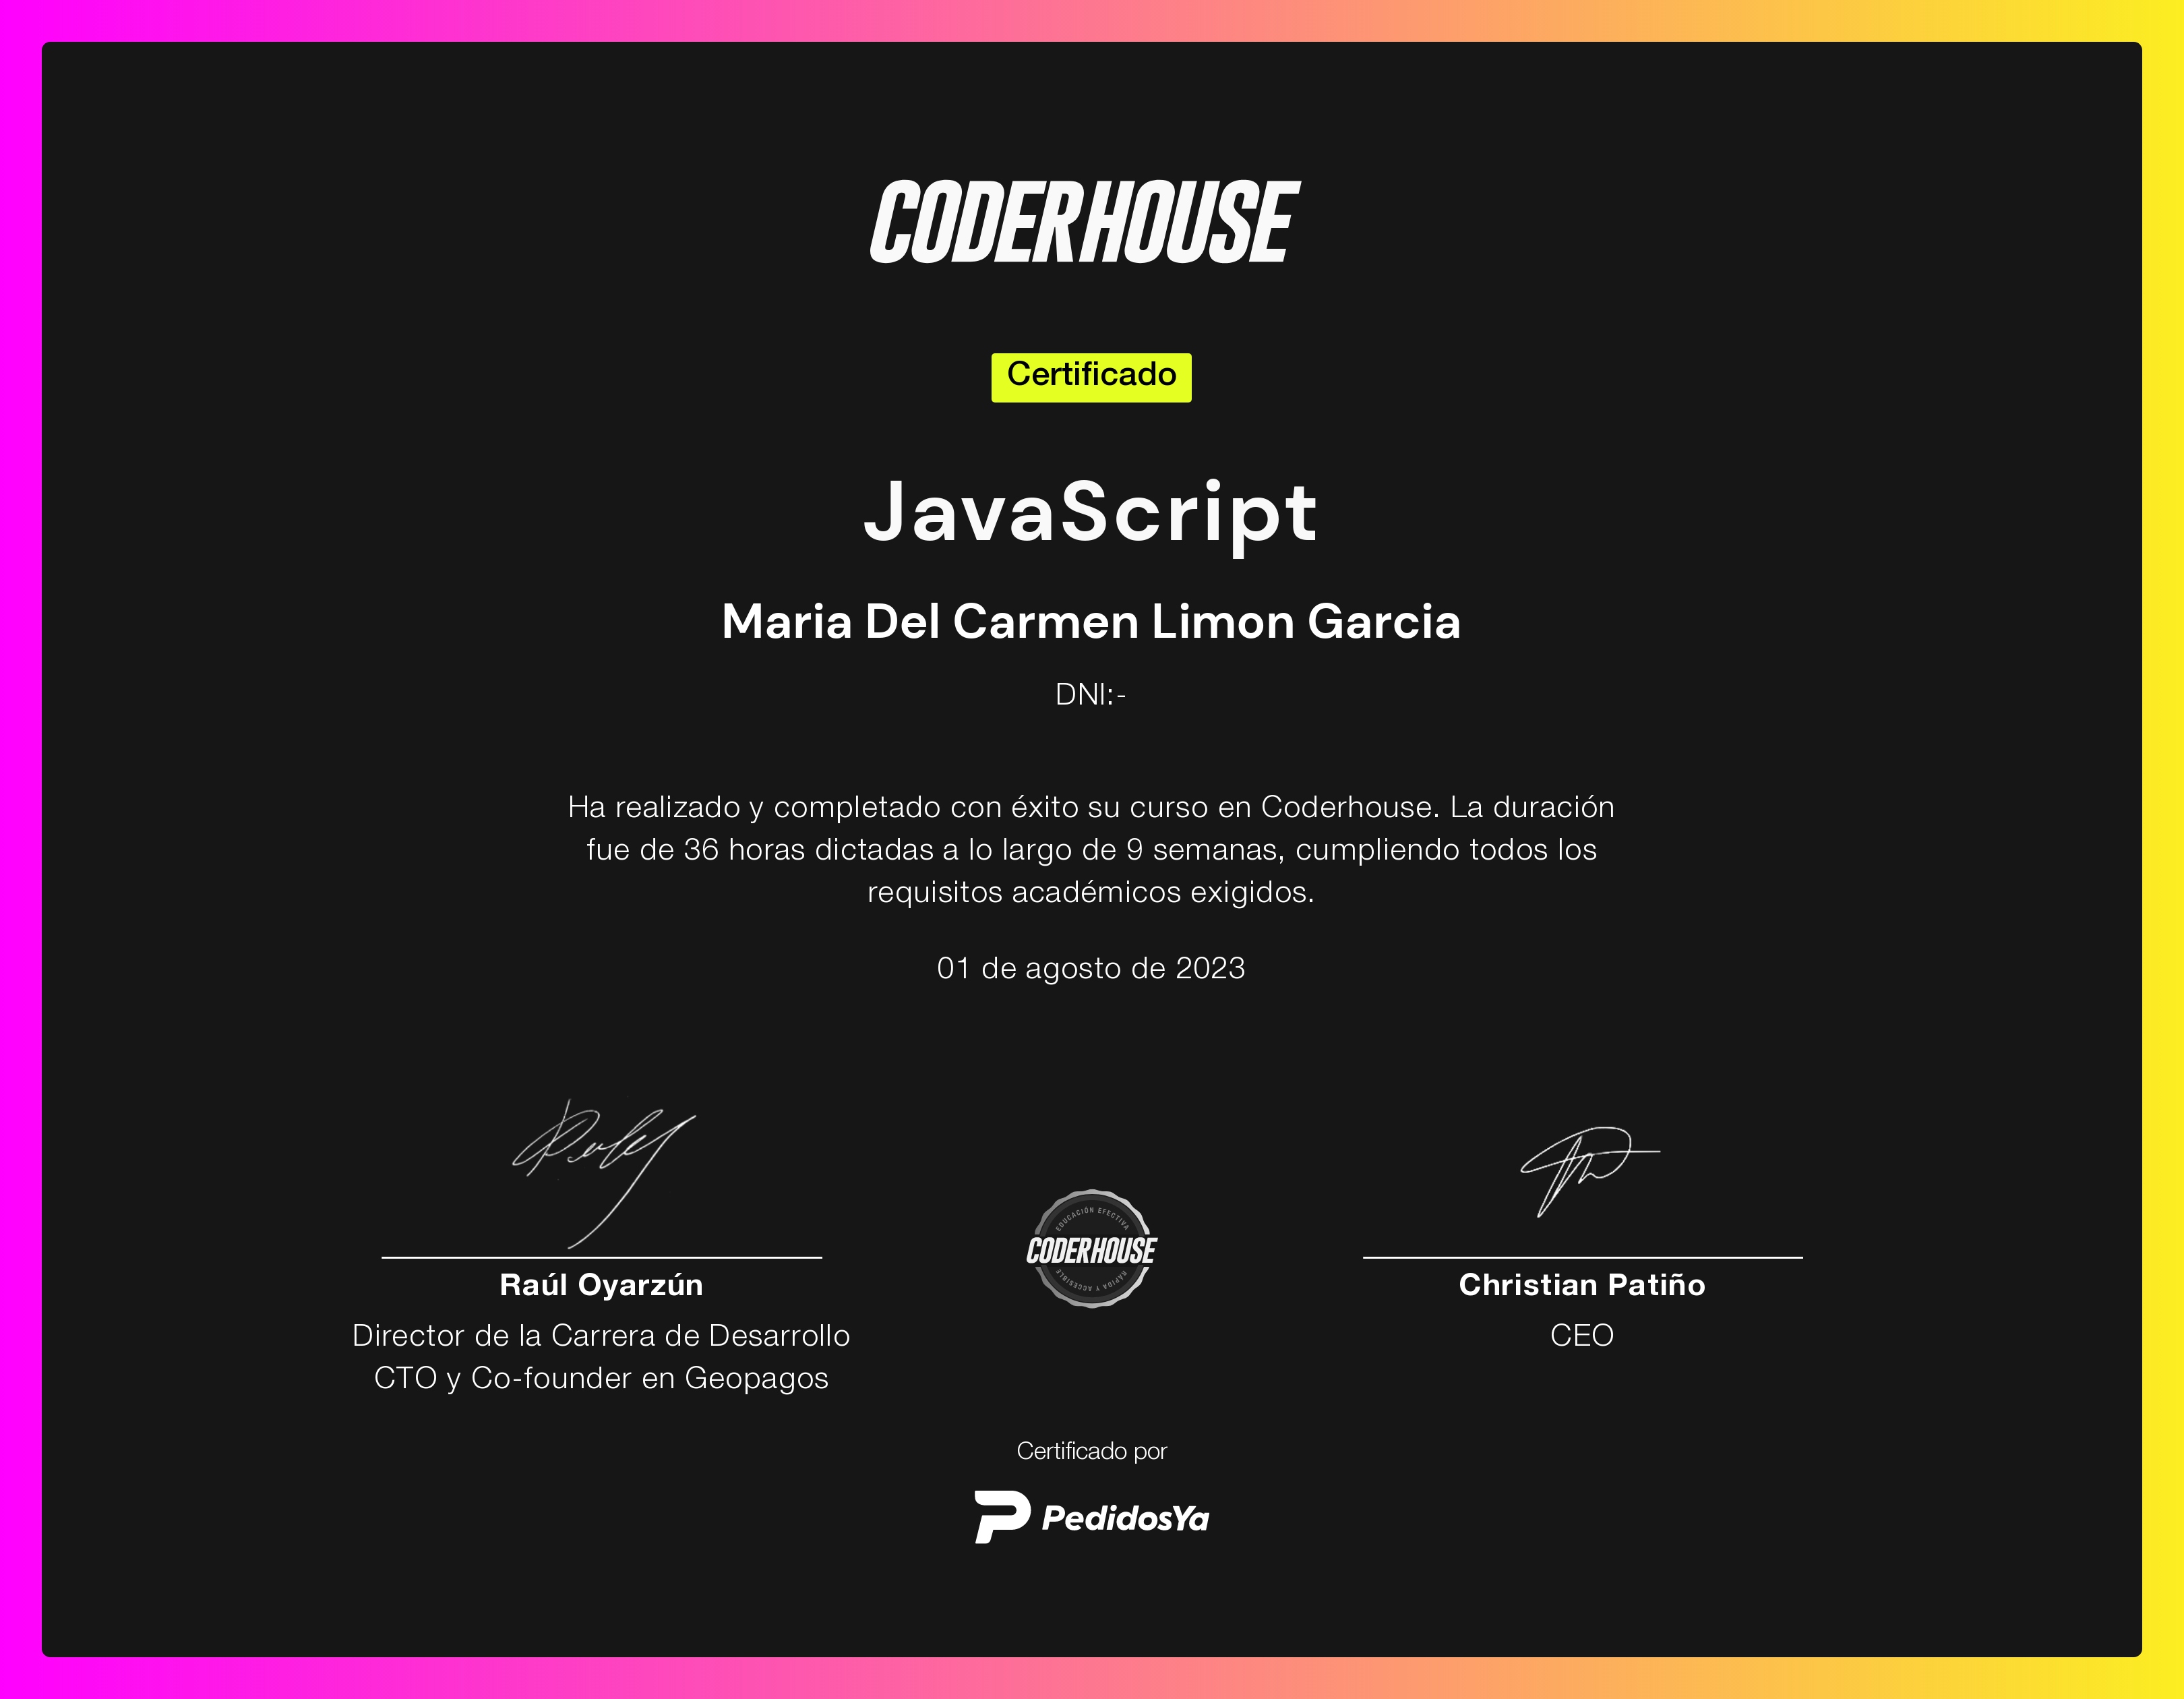 CODERHOUSE
Certificado
JavaScript
Maria Del Carmen Limon Garcia
DNI:-
Ha realizado y completado con éxito su curso en Coderhouse. La duración
fue de 36 horas dictadas a lo largo de 9 semanas, cumpliendo todos los
requisitos académicos exigidos.
01 de agosto de 2023
EDUCACIÓN EFECTIVA
CODERHOUSE
RÁPIDA Y ACCESIBLE
Raúl Oyarzún
Director de la Carrera de Desarrollo
CTO y Co-founder en Geopagos
Christian Patiño
CEO
Certificado por
PedidosYa